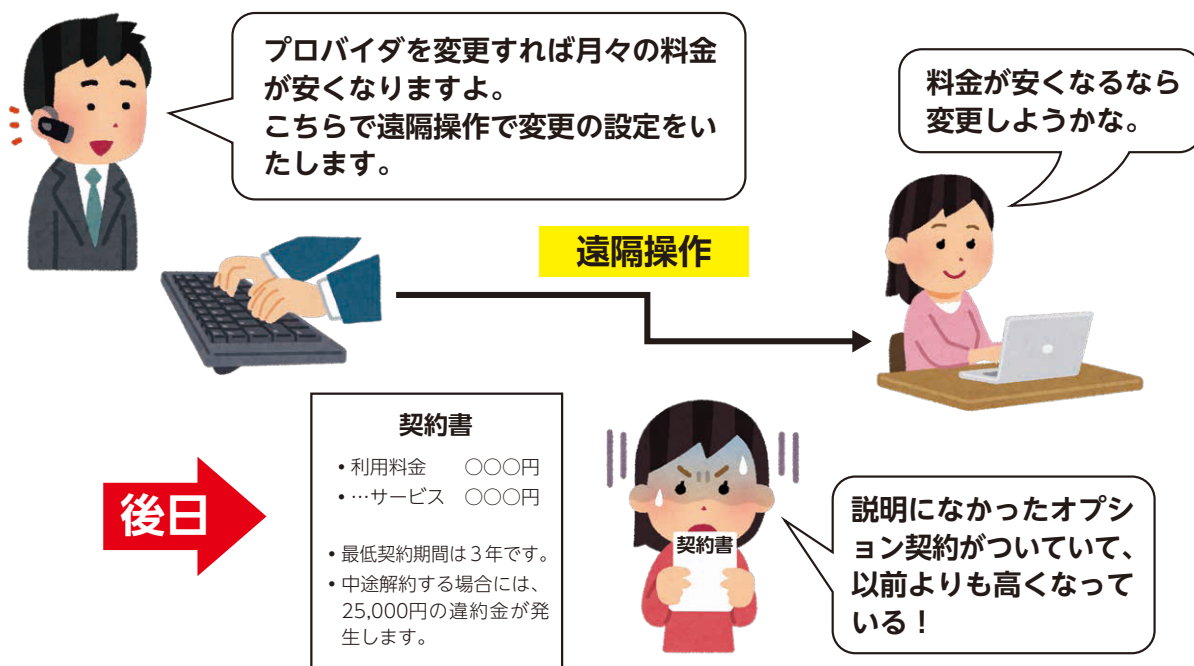 プロバイダを変更すれば月々の料金
が安くなりますよ。
こちらで遠隔操作で変更の設定をい
たします。
料金が安くなるなら
変更しようかな。
遠隔操作
後日
契約書
• 利用料金　○○○円
• …サービス　○○○円
• 最低契約期間は３年です。
• 中途解約する場合には、
25,000円の違約金が発
生します。
契約書
説明になかったオプシ
ョン契約がついていて、
以前よりも高くなって
いる！